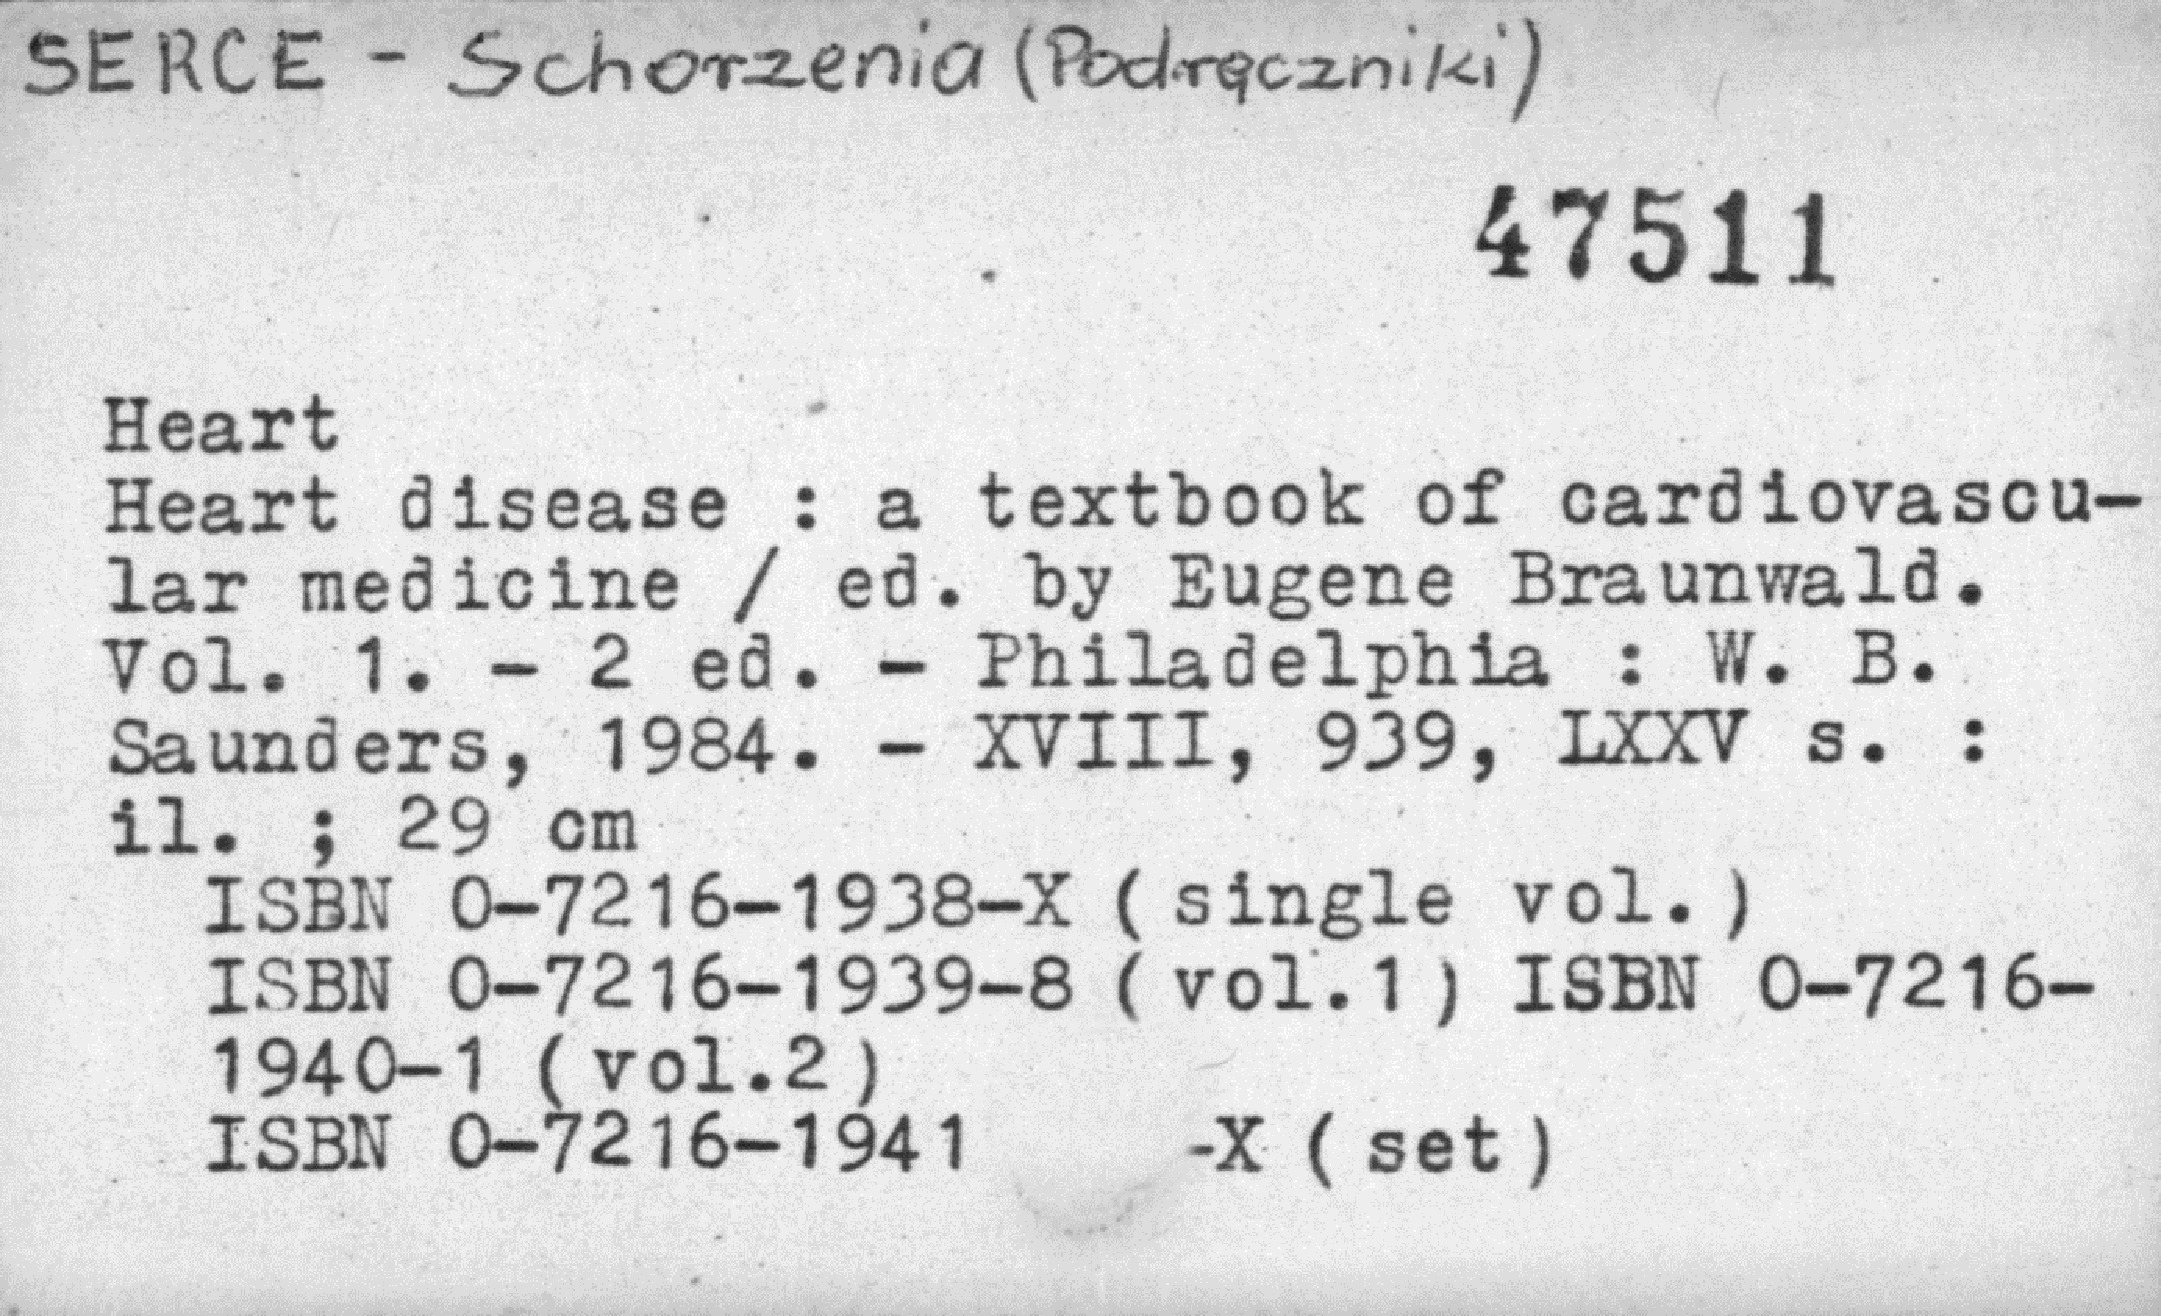 SERCE - Schorzenia (Podręczniki)
47511
Heart
Heart disease : a textbook of cardiovascu-
lar medicine / ed. by Eugene Braunwald.
Vol. 1. - 2 ed. - Philadelphia : W. B.
Saunders, 1984. - XVIII, 939, LXXV s. :
il. ; 29 cm
ISBN 0-7216-1938-X (single vol.)
ISBN 0-7216-1939-8 (vol.1) ISBN 0-7216-
1940-1 (vol.2)
ISBN 0-7216-1941 -X (set)